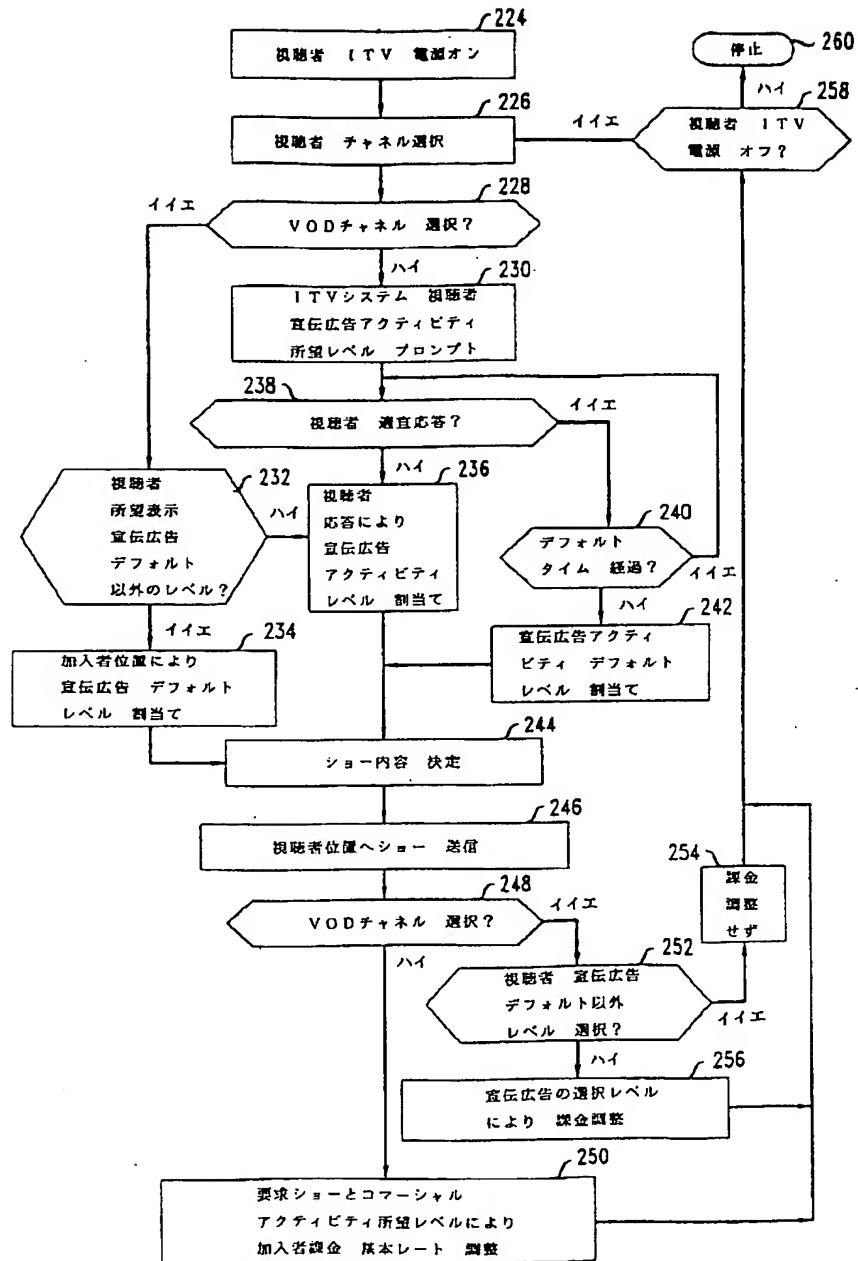 224
視聴者 ITV 電源オン
260
停止
ハイ
258
視聴者 ITV
電源 オフ?
イイエ
226
視聴者 チャネル選択
228
イイエ
VODチャネル 選択?
ハイ
230
ITVシステム 視聴者
宣伝広告アクティビティ
所望レベル プロンプト
238
視聴者 適宜応答?
イイエ
ハイ
232
視聴者
所望表示
宣伝広告
デフォルト
以外のレベル?
ハイ
236
視聴者
応答により
宣伝広告
アクティビティ
レベル 割当て
240
デフォルト
タイム 経過?
イイエ
ハイ
イイエ
234
加入者位置により
宣伝広告 デフォルト
レベル 割当て
242
宣伝広告アクティ
ビティ デフォルト
レベル 割当て
244
ショー内容 決定
246
視聴者位置へショー 送信
248
VODチャネル 選択?
イイエ
ハイ
254
課金
調整
せず
252
視聴者 宣伝広告
デフォルト以外
レベル 選択?
イイエ
ハイ
256
宣伝広告の選択レベル
により 課金調整
250
要求ショーとコマーシャル
アクティビティ所望レベルにより
加入者課金 基本レート 調整